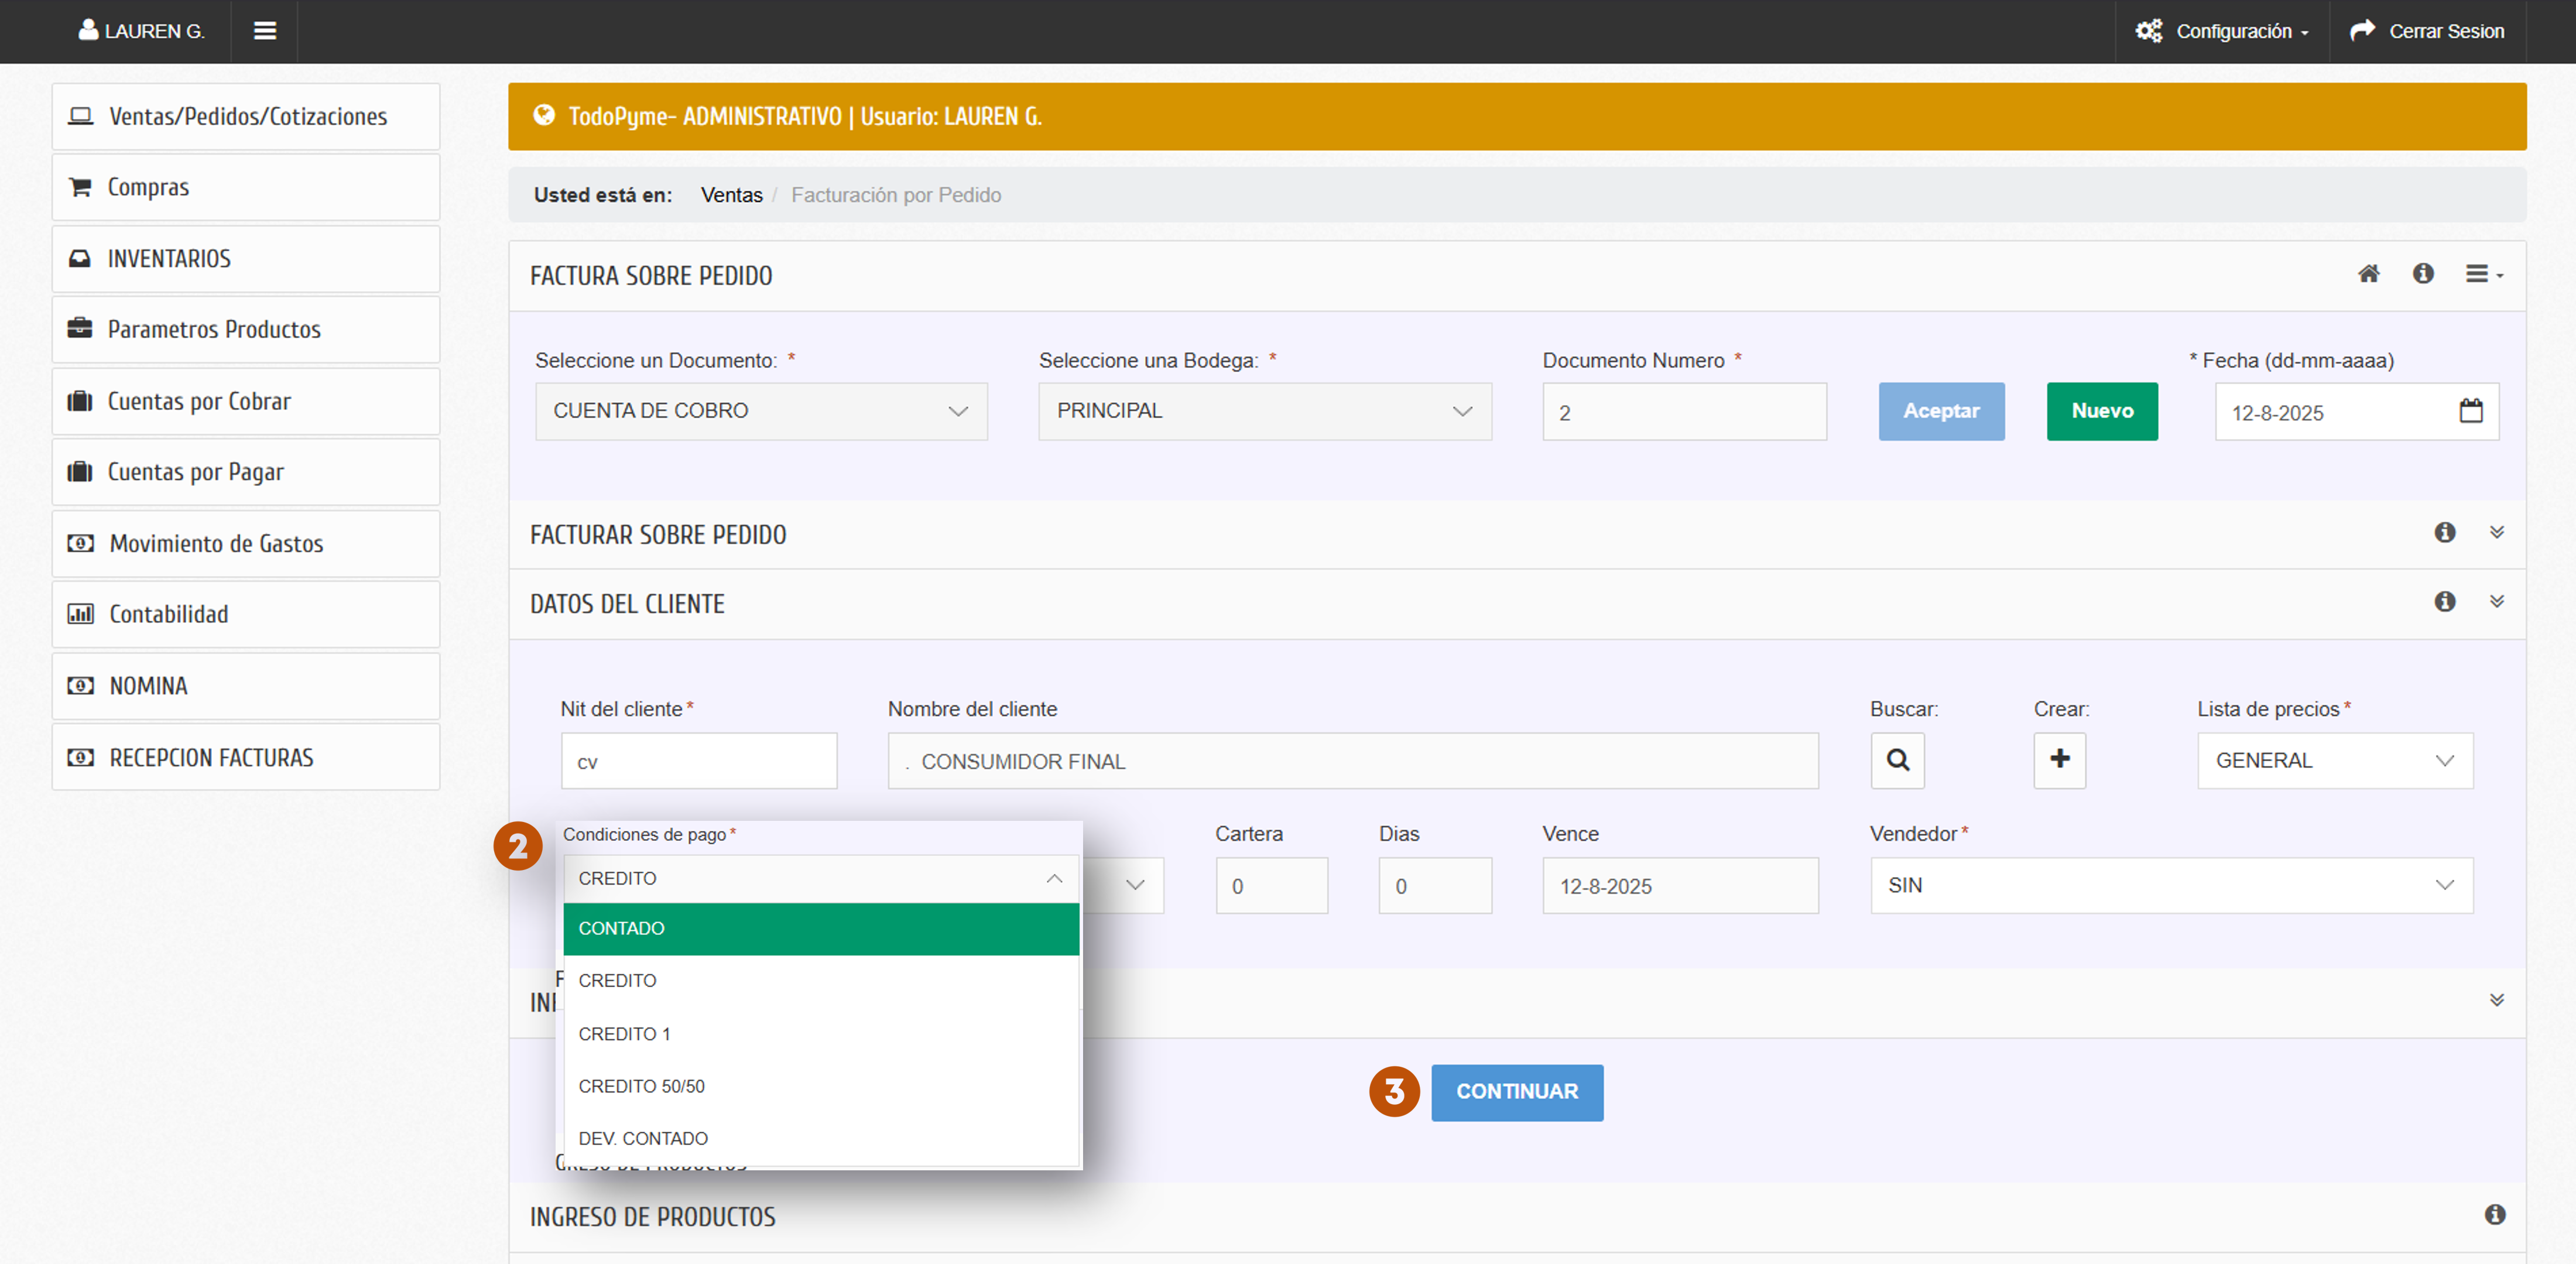 LAUREN G.
Configuración
Cerrar Sesion
Ventas/Pedidos/Cotizaciones
Compras
INVENTARIOS
Parametros Productos
Cuentas por Cobrar
Cuentas por Pagar
Movimiento de Gastos
Contabilidad
NOMINA
RECEPCION FACTURAS
TodoPyme- ADMINISTRATIVO | Usuario: LAUREN G.
Usted está en: Ventas / Facturación por Pedido
FACTURA SOBRE PEDIDO
Seleccione un Documento: * Seleccione una Bodega: * Documento Numero * * Fecha (dd-mm-aaaa)
CUENTA DE COBRO PRINCIPAL 2 Aceptar Nuevo 12-8-2025
FACTURAR SOBRE PEDIDO
DATOS DEL CLIENTE
Nit del cliente * Nombre del cliente Buscar: Crear: Lista de precios *
cv . CONSUMIDOR FINAL GENERAL
2 Condiciones de pago * Cartera Dias Vence Vendedor *
CREDITO 0 0 12-8-2025 SIN
CONTADO
CREDITO
CREDITO 1
CREDITO 50/50
DEV. CONTADO
3 CONTINUAR
INGRESO DE PRODUCTOS